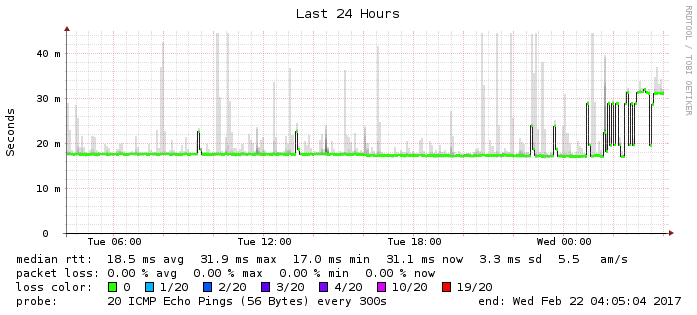 Last 24 Hours
RRDTOOL / TOBI OETIKER
Seconds
40 m
30 m
20 m
10 m
0
Tue 06:00 Tue 12:00 Tue 18:00 Wed 00:00
median rtt: 18.5 ms avg 31.9 ms max 17.0 ms min 31.1 ms now 3.3 ms sd 5.5 am/s
packet loss: 0.00 % avg 0.00 % max 0.00 % min 0.00 % now
loss color: 0 1/20 2/20 3/20 4/20 10/20 19/20
probe: 20 ICMP Echo Pings (56 Bytes) every 300s end: Wed Feb 22 04:05:04 2017